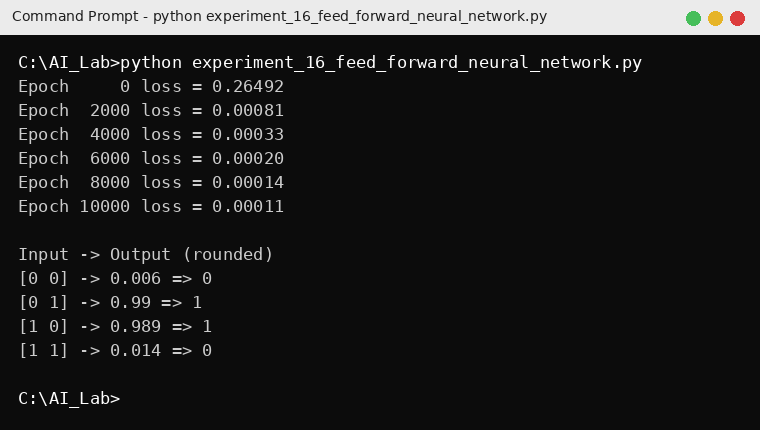 Command Prompt - python experiment_16_feed_forward_neural_network.py
C:\AI_Lab>python experiment_16_feed_forward_neural_network.py
Epoch     0 loss = 0.26492
Epoch  2000 loss = 0.00081
Epoch  4000 loss = 0.00033
Epoch  6000 loss = 0.00020
Epoch  8000 loss = 0.00014
Epoch 10000 loss = 0.00011
Input -> Output (rounded)
[0 0] -> 0.006 => 0
[0 1] -> 0.99 => 1
[1 0] -> 0.989 => 1
[1 1] -> 0.014 => 0
C:\AI_Lab>